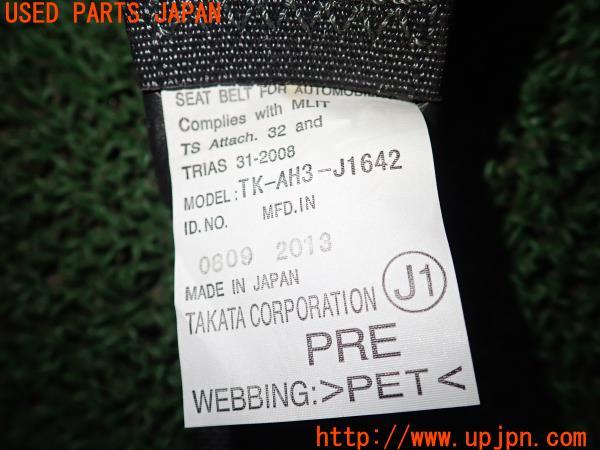 USED PARTS JAPAN
SEAT BELT FOR
Complies with MLIT
TS Attach. 32 and
TRIAS 31-2008
MODEL: TK-AH3-J1642
ID.NO. MFD.IN
0609 2013
MADE IN JAPAN
TAKATA CORPORATION J1
PRE
WEBBING: >PET<
http://www.upjpn.com